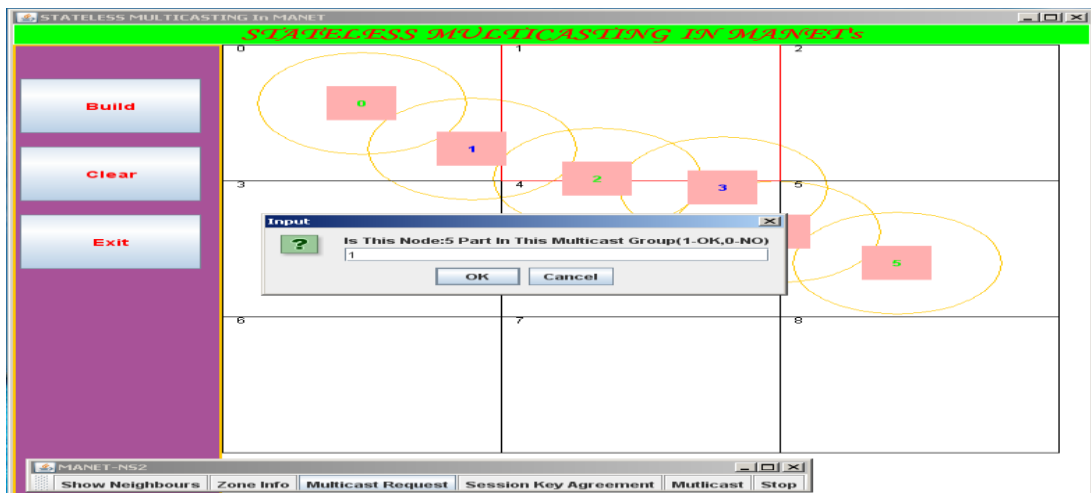 STATELESS MULTICASTING In MANET
STATELESS MULTICASTING IN MANET's
0 1 2
Build
0
1
Clear
2
3
3 4 5
Input
Is This Node:5 Part In This Multicast Group(1-OK,0-NO)
1
Exit
5
OK Cancel
6 7 8
MANET-NS2
Show Neighbours Zone Info Multicast Request Session Key Agreement Mutlicast Stop